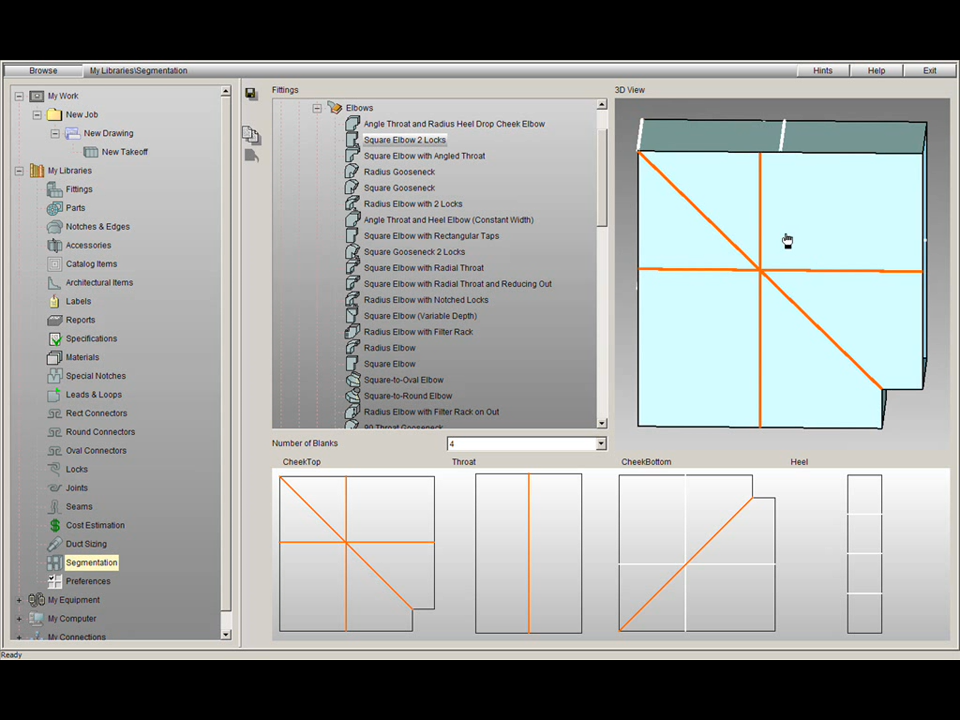 Browse
My Libraries\Segmentation
Hints
Help
Exit
My Work
New Job
New Drawing
New Takeoff
My Libraries
Fittings
Parts
Notches & Edges
Accessories
Catalog Items
Architectural Items
Labels
Reports
Specifications
Materials
Special Notches
Leads & Loops
Rect Connectors
Round Connectors
Oval Connectors
Locks
Joints
Seams
Cost Estimation
Duct Sizing
Segmentation
Preferences
My Equipment
My Computer
My Connections
Fittings
Elbows
Angle Throat and Radius Heel Drop Cheek Elbow
Square Elbow 2 Locks
Square Elbow with Angled Throat
Radius Gooseneck
Square Gooseneck
Radius Elbow with 2 Locks
Angle Throat and Heel Elbow (Constant Width)
Square Elbow with Rectangular Taps
Square Gooseneck 2 Locks
Square Elbow with Radial Throat
Square Elbow with Radial Throat and Reducing Out
Radius Elbow with Notched Locks
Square Elbow (Variable Depth)
Radius Elbow with Filter Rack
Radius Elbow
Square Elbow
Square-to-Oval Elbow
Square-to-Round Elbow
Radius Elbow with Filter Rack on Out
90 Throat Gooseneck
3D View
Number of Blanks
4
CheekTop
Throat
CheekBottom
Heel
Ready